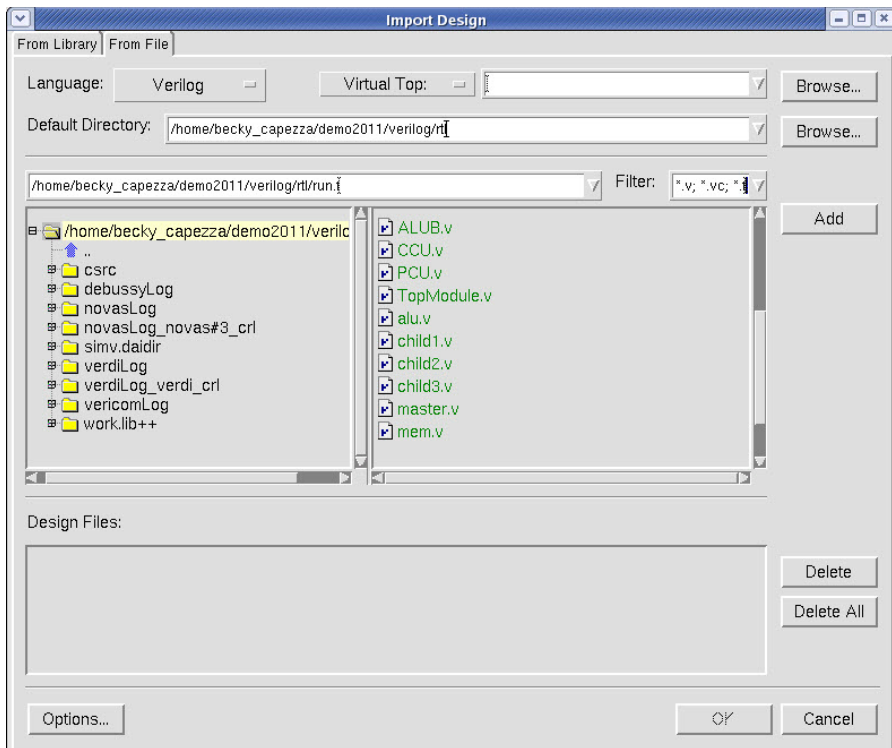 Import Design
From Library From File
Language: Verilog Virtual Top: Browse...
Default Directory: /home/becky_capezza/demo2011/verilog/rtl Browse...
/home/becky_capezza/demo2011/verilog/rtl/run.f Filter: *.v; *.vc; *.f
Add
/home/becky_capezza/demo2011/verilo
..
csrc
debussyLog
novasLog
novasLog_novas#3_crl
simv.daidir
verdiLog
verdiLog_verdi_crl
vericomLog
work.lib++
ALUB.v
CCU.v
PCU.v
TopModule.v
alu.v
child1.v
child2.v
child3.v
master.v
mem.v
Design Files:
Delete
Delete All
Options... OK Cancel